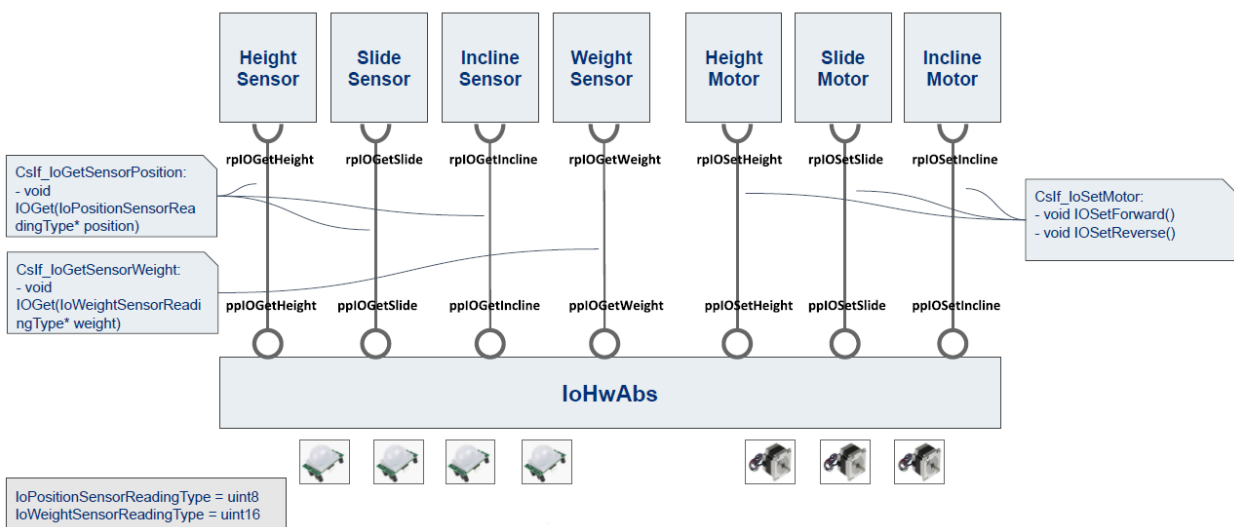 Height
Sensor
Slide
Sensor
Incline
Sensor
Weight
Sensor
Height
Motor
Slide
Motor
Incline
Motor
rpIOGetHeight
rpIOGetSlide
rpIOGetIncline
rpIOGetWeight
rpIOSetHeight
rpIOSetSlide
rpIOSetIncline
CsIf_IoGetSensorPosition:
- void
IOGet(IoPositionSensorRea
dingType* position)
CsIf_IoSetMotor:
- void IOSetForward()
- void IOSetReverse()
CsIf_IoGetSensorWeight:
- void
IOGet(IoWeightSensorReadi
ngType* weight)
ppIOGetHeight
ppIOGetSlide
ppIOGetIncline
ppIOGetWeight
ppIOSetHeight
ppIOSetSlide
ppIOSetIncline
IoHwAbs
IoPositionSensorReadingType = uint8
IoWeightSensorReadingType = uint16